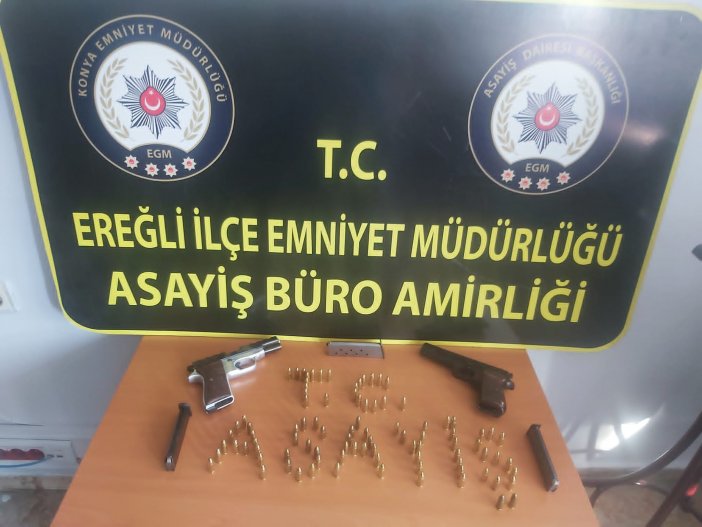 KONYA EMNİYET MÜDÜRLÜĞÜ
EGM
ASAYİŞ DAİRESİ BAŞKANLIĞI
EGM
T.C.
EREĞLİ İLÇE EMNİYET MÜDÜRLÜĞÜ
ASAYİŞ BÜRO AMİRLİĞİ
T C
ASAYİŞ